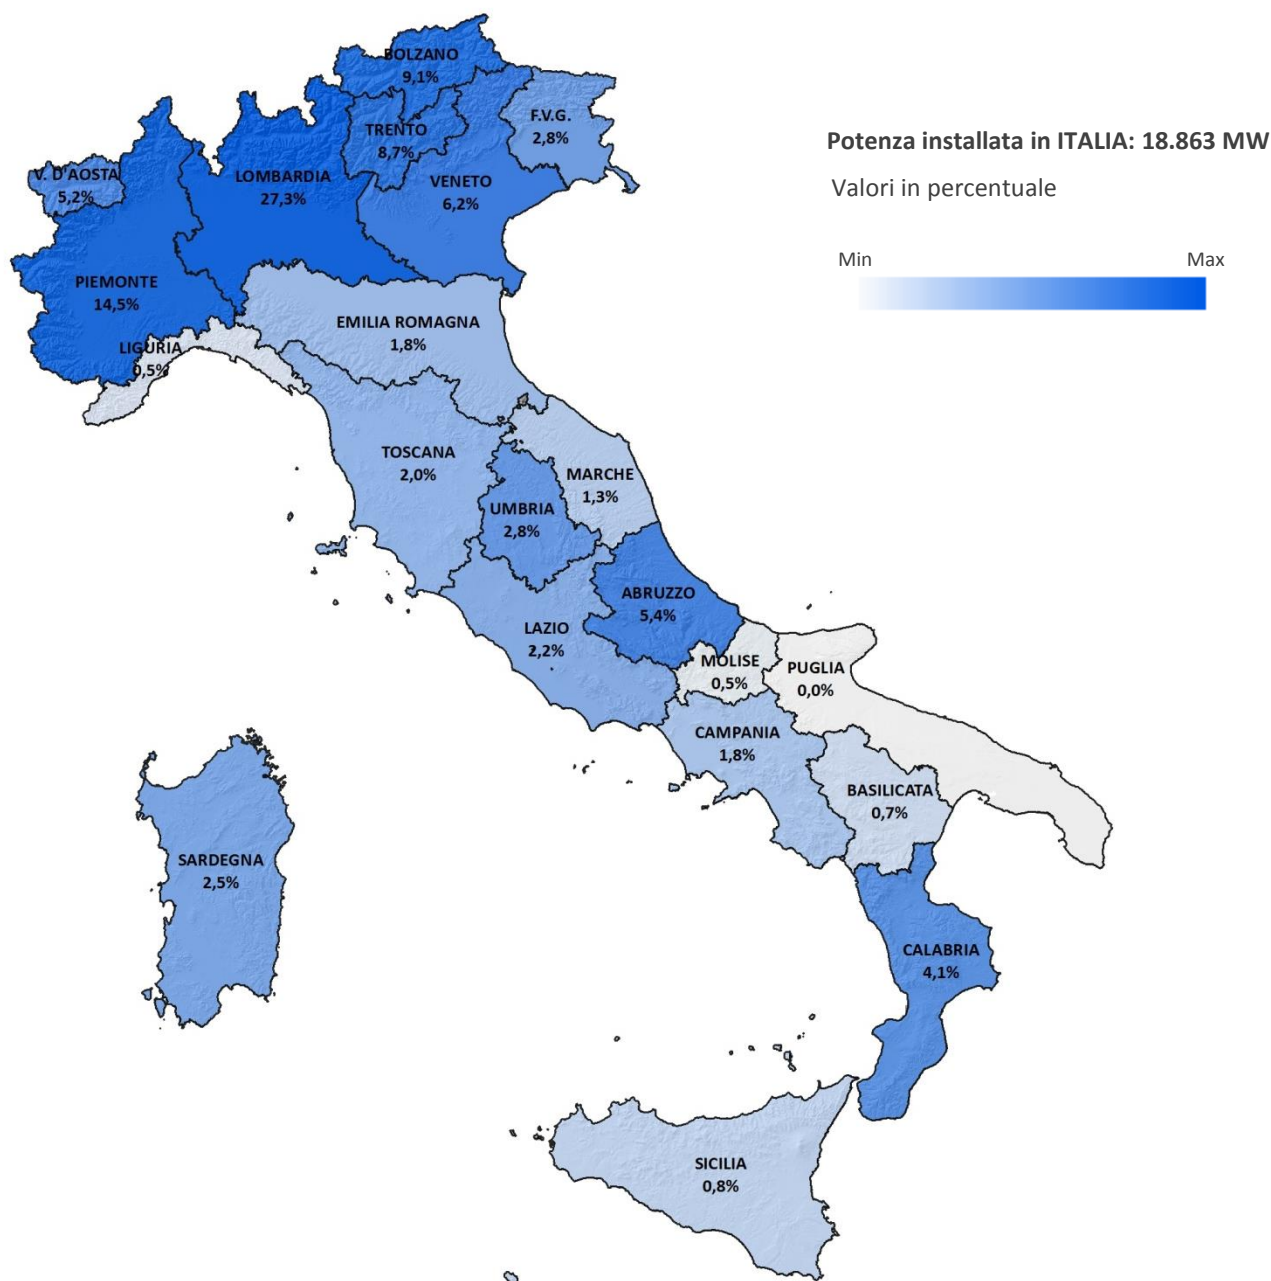 BOLZANO
9,1%
F.V.G.
2,8%
TRENTO
8,7%
V. D'AOSTA
5,2%
LOMBARDIA
27,3%
VENETO
6,2%
PIEMONTE
14,5%
LIGURIA
0,5%
EMILIA ROMAGNA
1,8%
Potenza installata in ITALIA: 18.863 MW
Valori in percentuale
Min Max
TOSCANA
2,0%
MARCHE
1,3%
UMBRIA
2,8%
ABRUZZO
5,4%
LAZIO
2,2%
MOLISE
0,5%
PUGLIA
0,0%
CAMPANIA
1,8%
BASILICATA
0,7%
SARDEGNA
2,5%
CALABRIA
4,1%
SICILIA
0,8%